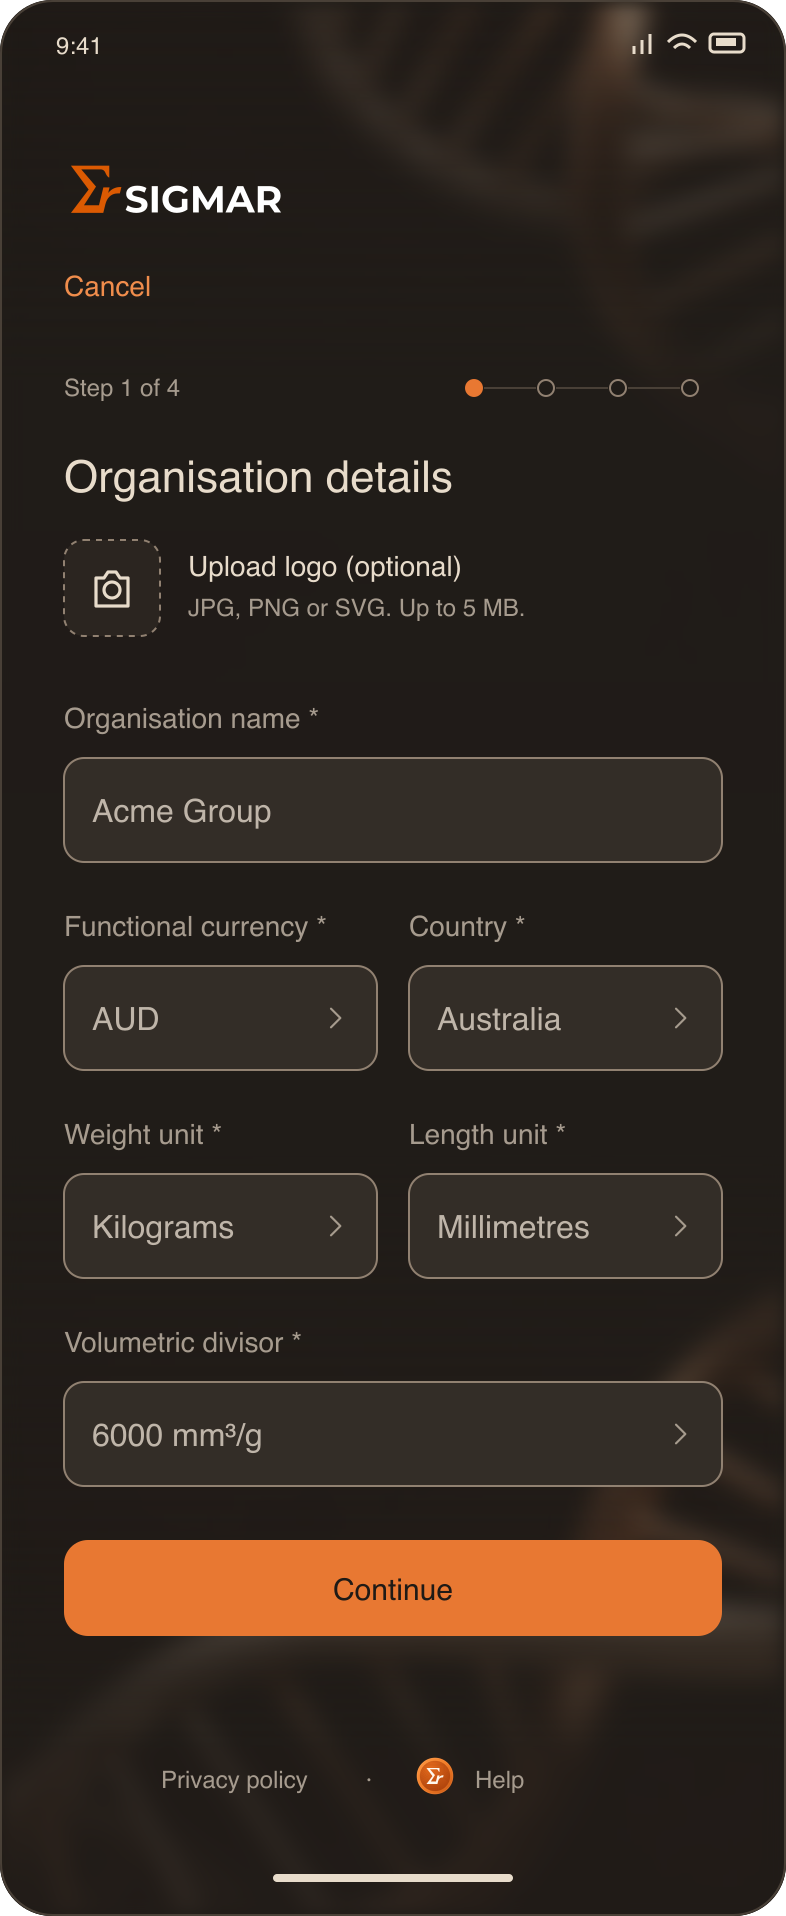 9:41
Σr SIGMAR
Cancel
Step 1 of 4
Organisation details
Upload logo (optional)
JPG, PNG or SVG. Up to 5 MB.
Organisation name *
Acme Group
Functional currency * Country *
AUD Australia
Weight unit * Length unit *
Kilograms Millimetres
Volumetric divisor *
6000 mm³/g
Continue
Privacy policy · Σr Help